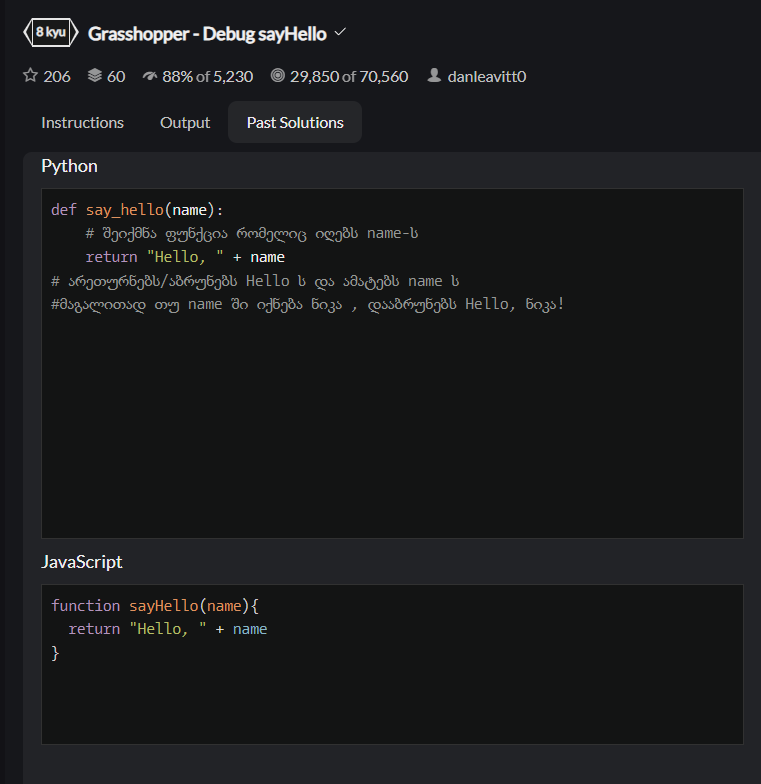 8 kyu Grasshopper - Debug sayHello
206 60 88% of 5,230 29,850 of 70,560 danleavitt0
Instructions Output Past Solutions
Python
def say_hello(name):
    # შეიქმნა ფუნქცია რომელიც იღებს name-ს
    return "Hello, " + name
# არეთურნებს/აბრუნებს Hello ს და ამატებს name ს
#მაგალითად თუ name ში იქნება ნიკა , დააბრუნებს Hello, ნიკა!
JavaScript
function sayHello(name){
  return "Hello, " + name
}